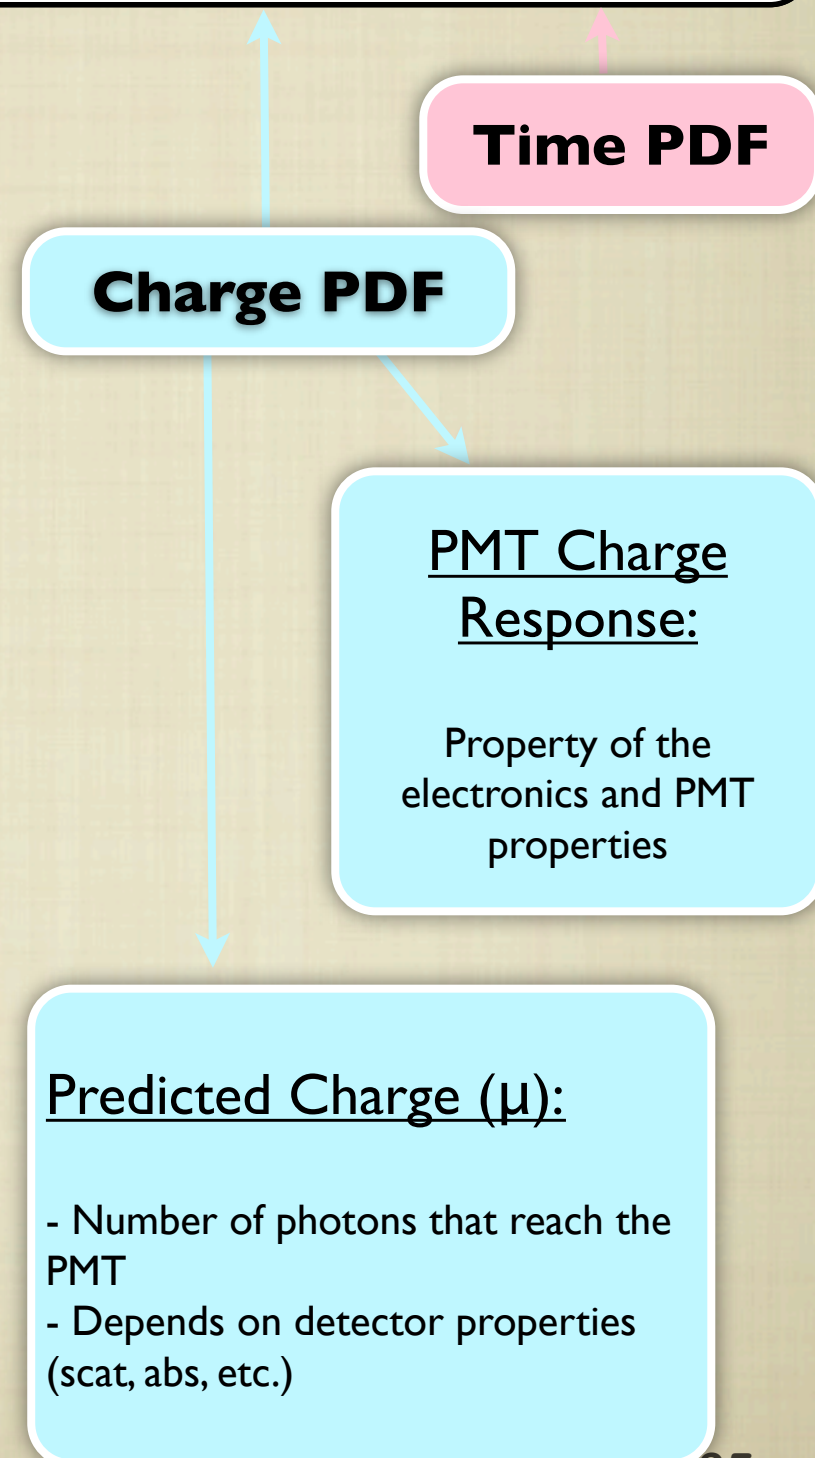 Time PDF
Charge PDF
PMT Charge
Response:
Property of the
electronics and PMT
properties
Predicted Charge (μ):
- Number of photons that reach the
PMT
- Depends on detector properties
(scat, abs, etc.)